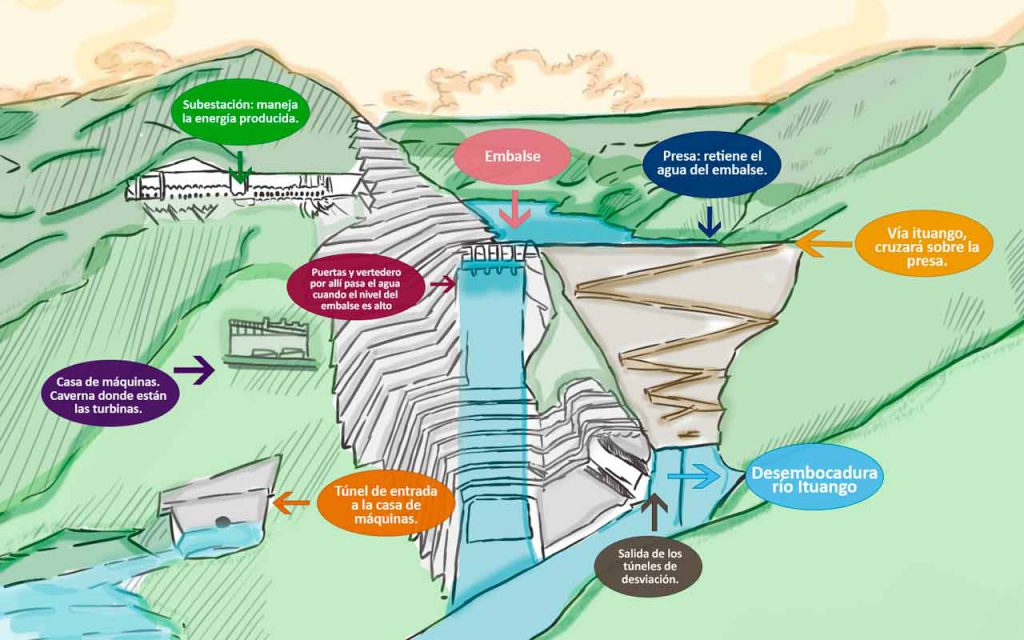 Subestación: maneja
la energía producida.
Embalse
Presa: retiene el
agua del embalse.
Vía ituango,
cruzará sobre la
presa.
Puertas y vertedero
por allí pasa el agua
cuando el nivel del
embalse es alto
Casa de máquinas.
Caverna donde están
las turbinas.
Túnel de entrada
a la casa de
máquinas.
Desembocadura
río Ituango
Salida de los
túneles de
desviación.